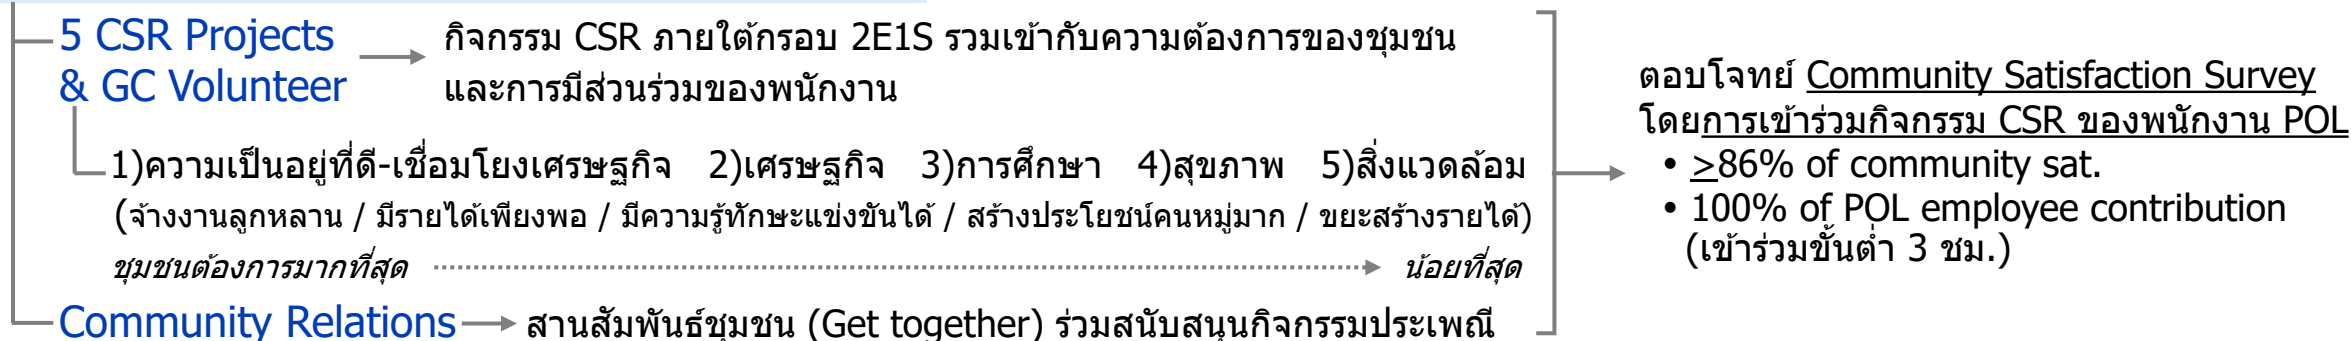 5 CSR Projects
& GC Volunteer
กิจกรรม CSR ภายใต้กรอบ 2E1S รวมเข้ากับความต้องการของชุมชน
และการมีส่วนร่วมของพนักงาน
1)ความเป็นอยู่ที่ดี-เชื่อมโยงเศรษฐกิจ 2)เศรษฐกิจ 3)การศึกษา 4)สุขภาพ 5)สิ่งแวดล้อม
(จ้างงานลูกหลาน / มีรายได้เพียงพอ / มีความรู้ทักษะแข่งขันได้ / สร้างประโยชน์คนหมู่มาก / ขยะสร้างรายได้)
ชุมชนต้องการมากที่สุด น้อยที่สุด
Community Relations สานสัมพันธ์ชุมชน (Get together) ร่วมสนับสนุนกิจกรรมประเพณี
ตอบโจทย์ Community Satisfaction Survey
โดยการเข้าร่วมกิจกรรม CSR ของพนักงาน POL
• >86% of community sat.
• 100% of POL employee contribution
(เข้าร่วมขั้นต่ำ 3 ชม.)